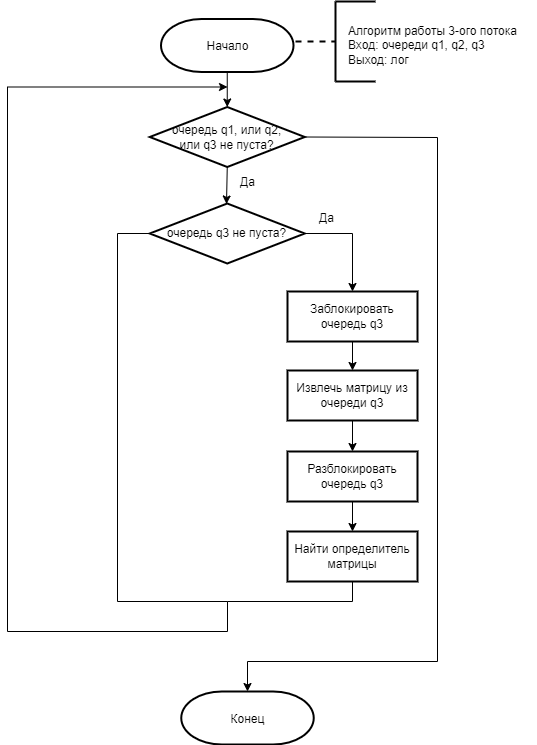 Начало
Алгоритм работы 3-ого потока
Вход: очереди q1, q2, q3
Выход: лог
очередь q1, или q2,
или q3 не пуста?
Да
очередь q3 не пуста?
Да
Заблокировать
очередь q3
Извлечь матрицу из
очереди q3
Разблокировать
очередь q3
Найти определитель
матрицы
Конец